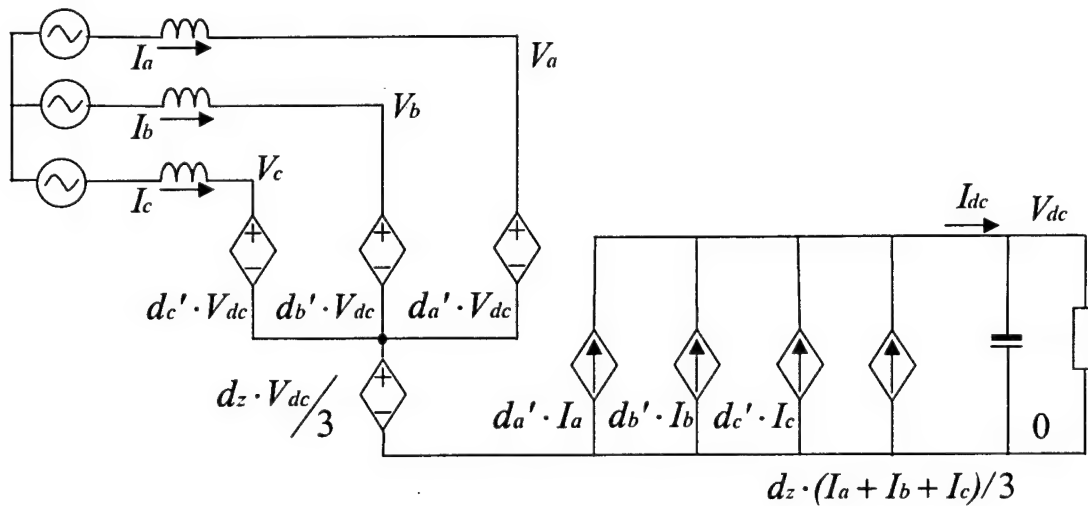 Ia
Va
Ib
Vb
Ic
Vc
Idc
Vdc
+
−
+
−
+
−
dc'·Vdc
db'·Vdc
da'·Vdc
+
−
dz·Vdc/3
da'·Ia
db'·Ib
dc'·Ic
0
dz·(Ia + Ib + Ic)/3